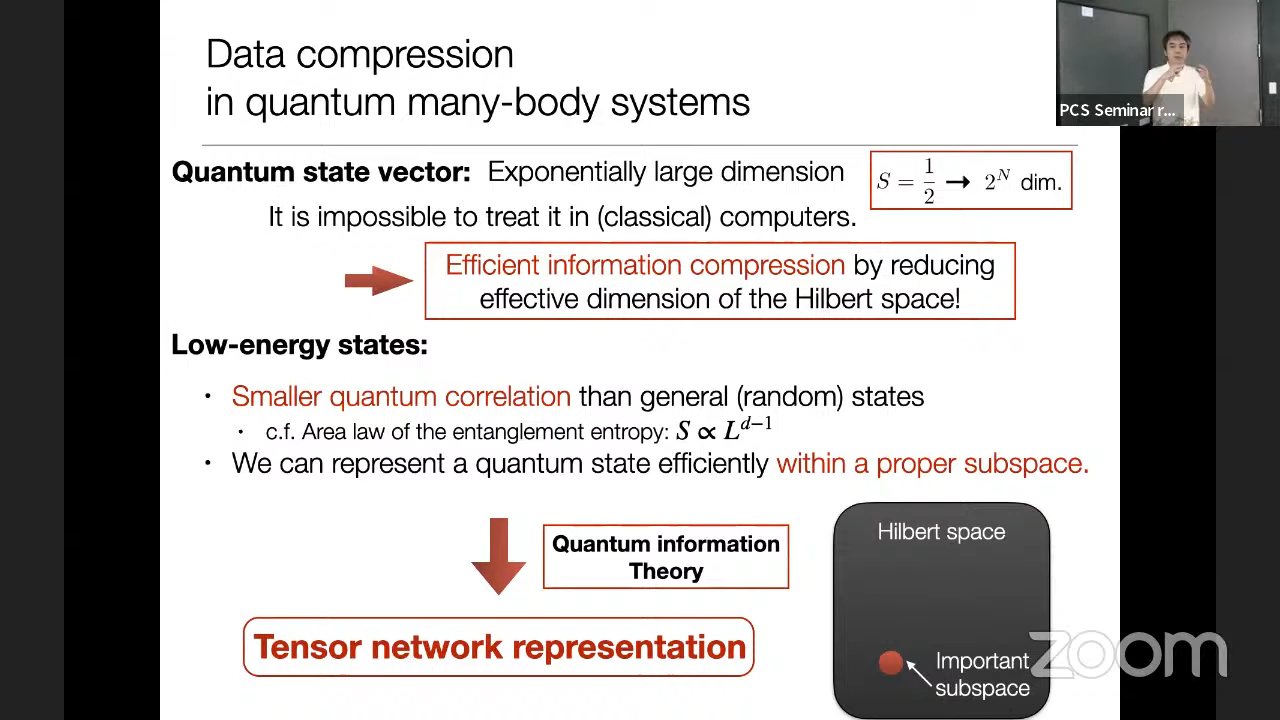 Data compression
in quantum many-body systems
PCS Seminar r...
Quantum state vector: Exponentially large dimension
S = 1/2 → 2^N dim.
It is impossible to treat it in (classical) computers.
Efficient information compression by reducing
effective dimension of the Hilbert space!
Low-energy states:
· Smaller quantum correlation than general (random) states
· c.f. Area law of the entanglement entropy: S ∝ L^{d−1}
· We can represent a quantum state efficiently within a proper subspace.
Quantum information
Theory
Tensor network representation
Hilbert space
Important
subspace
zoom